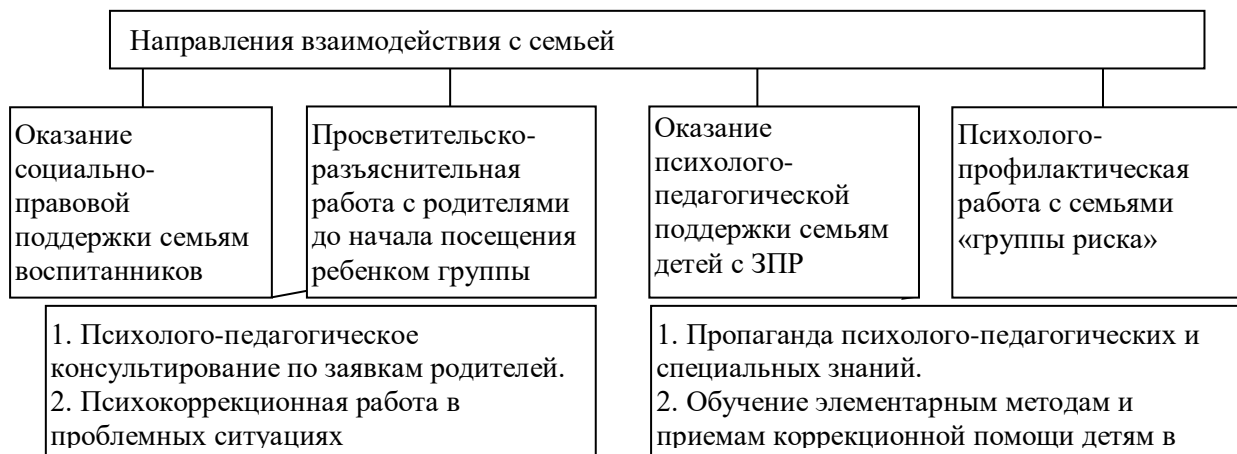 Направления взаимодействия с семьей
Оказание
социально-
правовой
поддержки семьям
воспитанников
Просветительско-
разъяснительная
работа с родителями
до начала посещения
ребенком группы
Оказание
психолого-
педагогической
поддержки семьям
детей с ЗПР
Психолого-
профилактическая
работа с семьями
«группы риска»
1. Психолого-педагогическое
консультирование по заявкам родителей.
2. Психокоррекционная работа в
проблемных ситуациях
1. Пропаганда психолого-педагогических и
специальных знаний.
2. Обучение элементарным методам и
приемам коррекционной помощи детям в